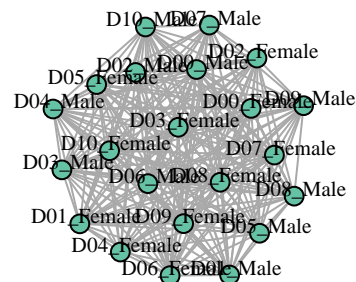 D10_Male
D07_Male
D02_Male
D00_Male
D02_Female
D05_Female
D04_Male
D00_Female
D09_Male
D03_Female
D10_Female
D07_Female
D03_Male
D06_Male
D08_Female
D08_Male
D01_Female
D09_Female
D05_Male
D04_Female
D06_Female
D01_Male